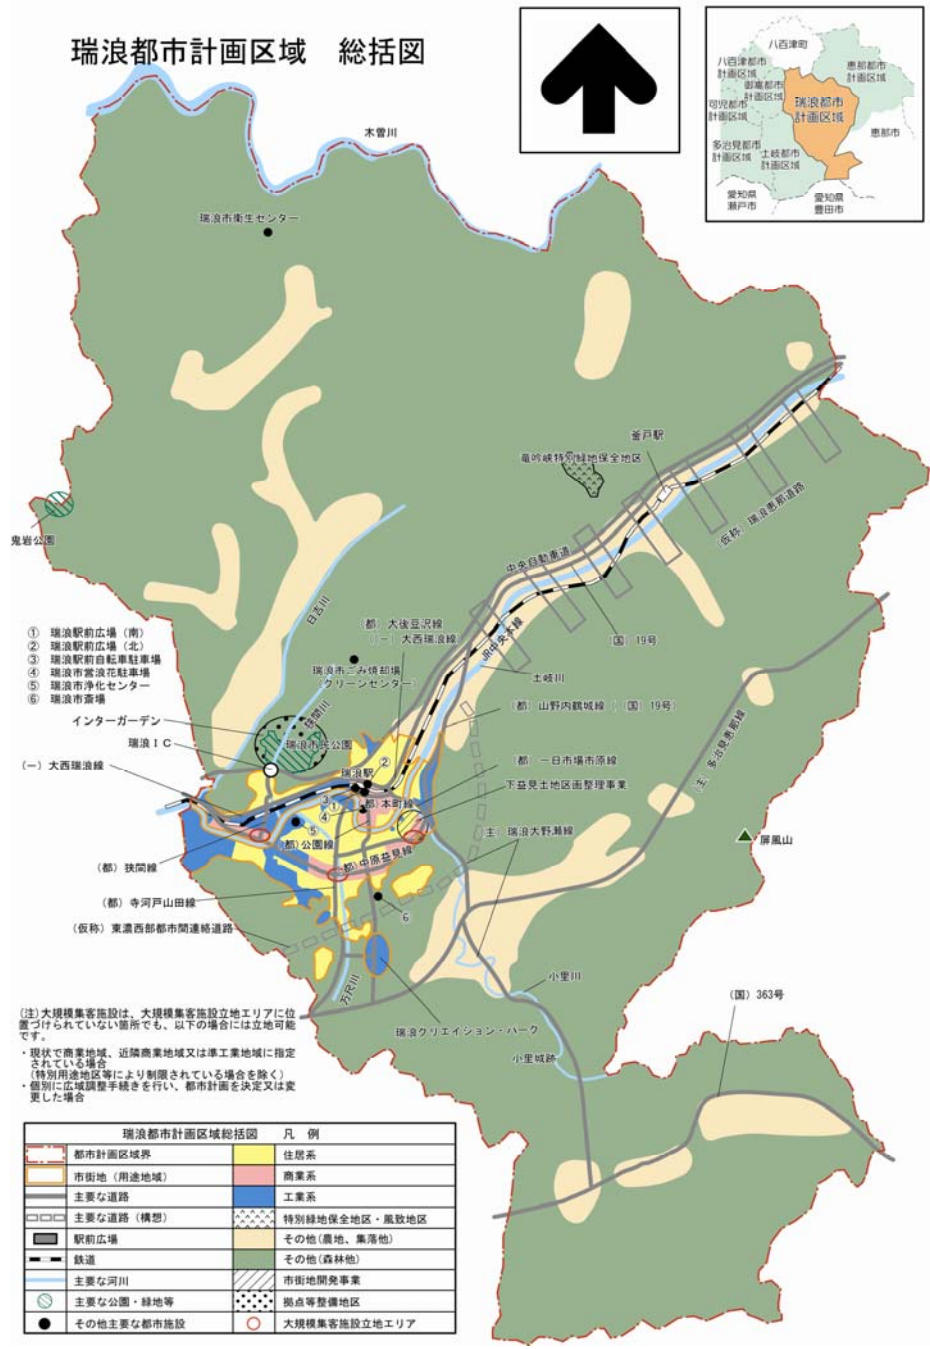 瑞浪都市計画区域　総括図
八百津町
八百津都市
計画区域
恵那都市
計画区域
御嵩都市
計画区域
可児都市
計画区域
瑞浪都市
計画区域
恵那市
多治見都市
計画区域
土岐都市
計画区域
愛知県
瀬戸市
愛知県
豊田市
木曽川
瑞浪市衛生センター
釜戸駅
竜吟峡特別緑地保全地区
(仮称) 瑞浪恵那道路
鬼岩公園
中央自動車道
日吉川
(都) 大後豆沢線
(一) 大西瑞浪線
JR中央本線
(国) 19号
① 瑞浪駅前広場 (南)
② 瑞浪駅前広場 (北)
③ 瑞浪駅前自転車駐車場
④ 瑞浪市営浪花駐車場
⑤ 瑞浪市浄化センター
⑥ 瑞浪市斎場
瑞浪市ごみ焼却場
(クリーンセンター)
土岐川
狭間川
(都) 山野内鶴城線 (国) 19号)
インターガーデン
瑞浪市民公園
瑞浪ＩＣ
(一) 大西瑞浪線
瑞浪駅
②
(都) 一日市場市原線
(主) 多治見恵那線
下益見土地区画整理事業
③
①
④
(都) 本町線
⑤
(都) 公園線
(主) 瑞浪大野瀬線
屏風山
(都) 中原益見線
(都) 狭間線
(都) 寺河戸山田線
6
(仮称) 東濃西部都市間連絡道路
万尺川
小里川
(国) 363号
瑞浪クリエイション・パーク
小里城跡
(注)大規模集客施設は、大規模集客施設立地エリアに位
置づけられていない箇所でも、以下の場合には立地可能
です。
・現状で商業地域、近隣商業地域又は準工業地域に指定
されている場合
(特別用途地区等により制限されている場合を除く)
・個別に広域調整手続きを行い、都市計画を決定又は変
更した場合
瑞浪都市計画区域総括図　凡　例
都市計画区域界　住居系
市街地 (用途地域)　商業系
主要な道路　工業系
主要な道路 (構想)　特別緑地保全地区・風致地区
駅前広場　その他(農地、集落他)
鉄道　その他(森林他)
主要な河川　市街地開発事業
主要な公園・緑地等　拠点等整備地区
その他主要な都市施設　大規模集客施設立地エリア